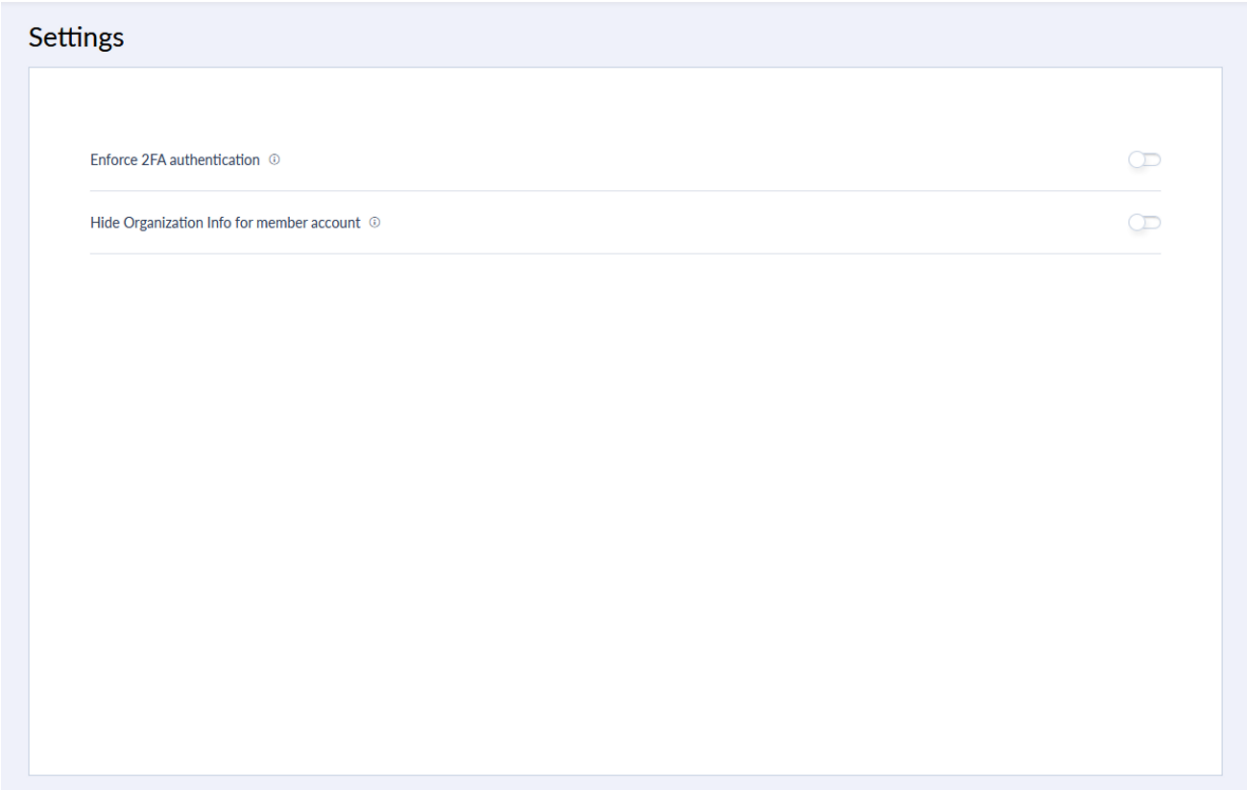 Settings
Enforce 2FA authentication
Hide Organization Info for member account